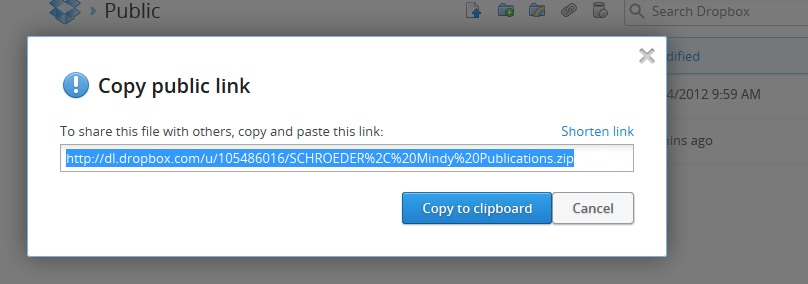 › Public
Search Dropbox
Copy public link
dified
4/2012 9:59 AM
To share this file with others, copy and paste this link:
Shorten link
ins ago
http://dl.dropbox.com/u/105486016/SCHROEDER%2C%20Mindy%20Publications.zip
Copy to clipboard
Cancel